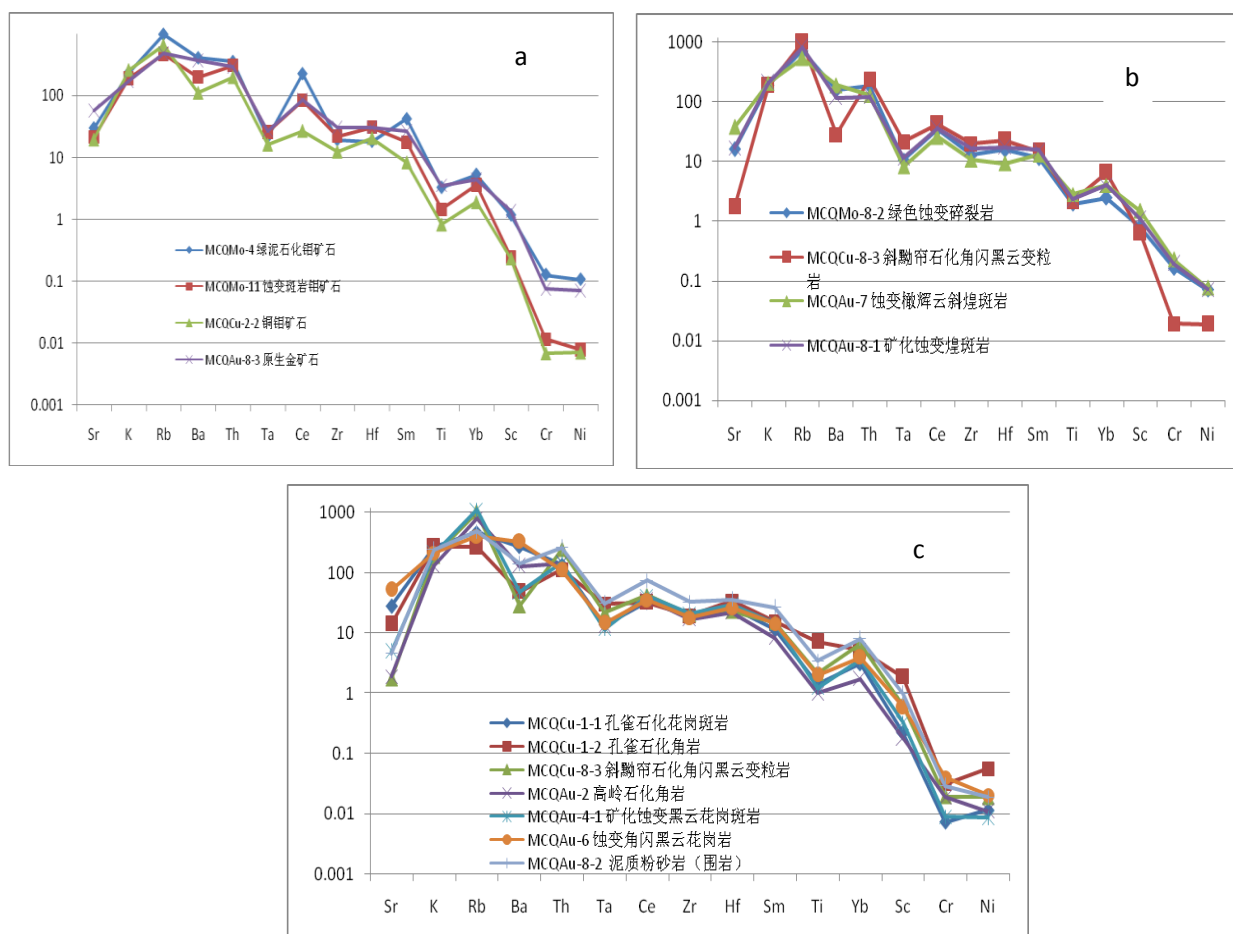 a
100
10
1
0.1
0.01
0.001
MCQMo-4 绿泥石化钼矿石
MCQMo-11 蚀变斑岩钼矿石
MCQCu-2-2 铜钼矿石
MCQAu-8-3 原生金矿石
Sr K Rb Ba Th Ta Ce Zr Hf Sm Ti Yb Sc Cr Ni
b
1000
100
10
1
0.1
0.01
0.001
MCQMo-8-2 绿色蚀变碎裂岩
MCQCu-8-3 斜黝帘石化角闪黑云变粒
岩
MCQAu-7 蚀变橄辉云斜煌斑岩
MCQAu-8-1 矿化蚀变煌斑岩
Sr K Rb Ba Th Ta Ce Zr Hf Sm Ti Yb Sc Cr Ni
c
1000
100
10
1
0.1
0.01
0.001
MCQCu-1-1 孔雀石化花岗斑岩
MCQCu-1-2 孔雀石化角岩
MCQCu-8-3 斜黝帘石化角闪黑云变粒岩
MCQAu-2 高岭石化角岩
MCQAu-4-1 矿化蚀变黑云花岗斑岩
MCQAu-6 蚀变角闪黑云花岗岩
MCQAu-8-2 泥质粉砂岩（围岩）
Sr K Rb Ba Th Ta Ce Zr Hf Sm Ti Yb Sc Cr Ni